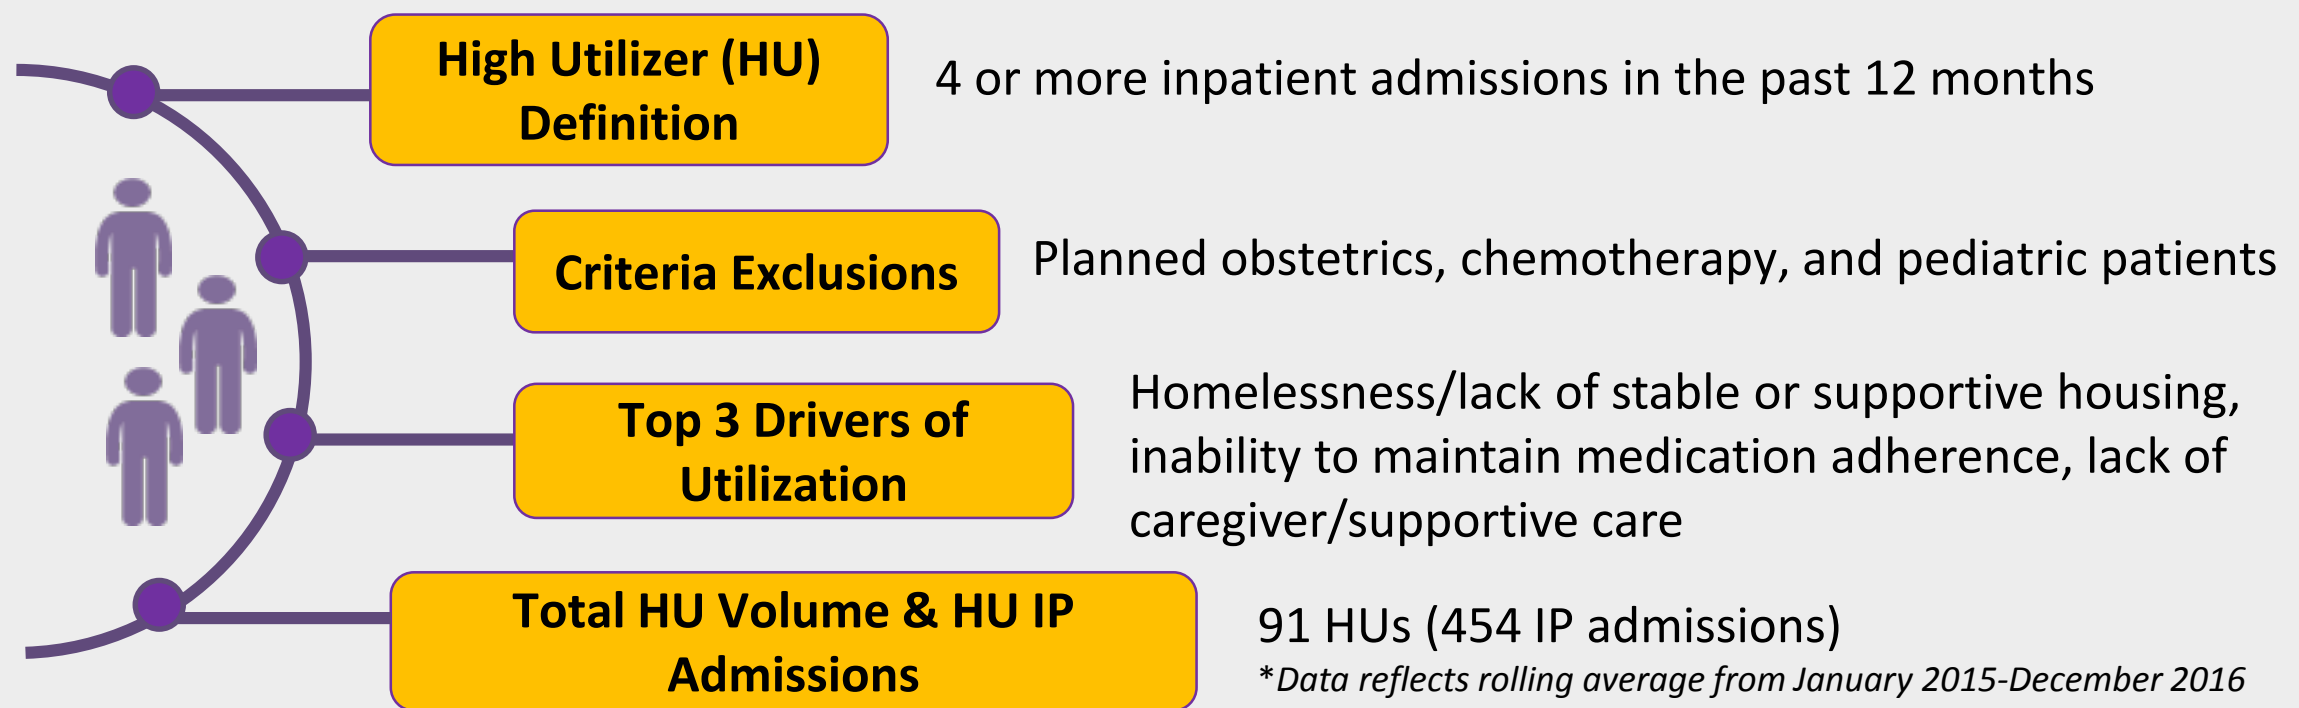 High Utilizer (HU)
Definition
4 or more inpatient admissions in the past 12 months
Criteria Exclusions
Planned obstetrics, chemotherapy, and pediatric patients
Top 3 Drivers of
Utilization
Homelessness/lack of stable or supportive housing,
inability to maintain medication adherence, lack of
caregiver/supportive care
Total HU Volume & HU IP
Admissions
91 HUs (454 IP admissions)
*Data reflects rolling average from January 2015-December 2016